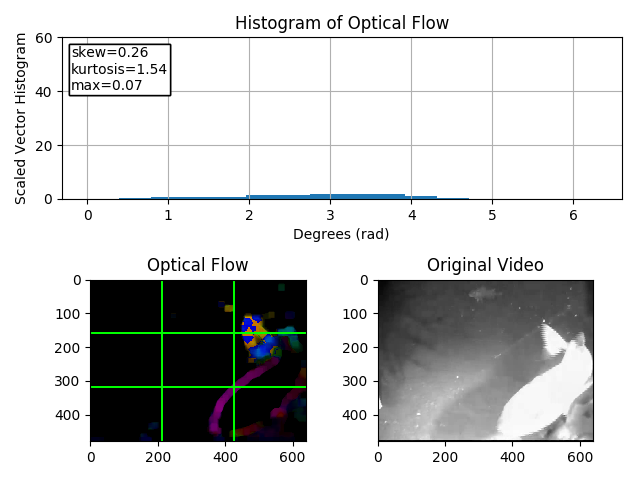 Histogram of Optical Flow
Scaled Vector Histogram
60
40
20
0
skew=0.26
kurtosis=1.54
max=0.07
0 1 2 3 4 5 6
Degrees (rad)
Optical Flow
0
100
200
300
400
0 200 400 600
Original Video
0
100
200
300
400
0 200 400 600